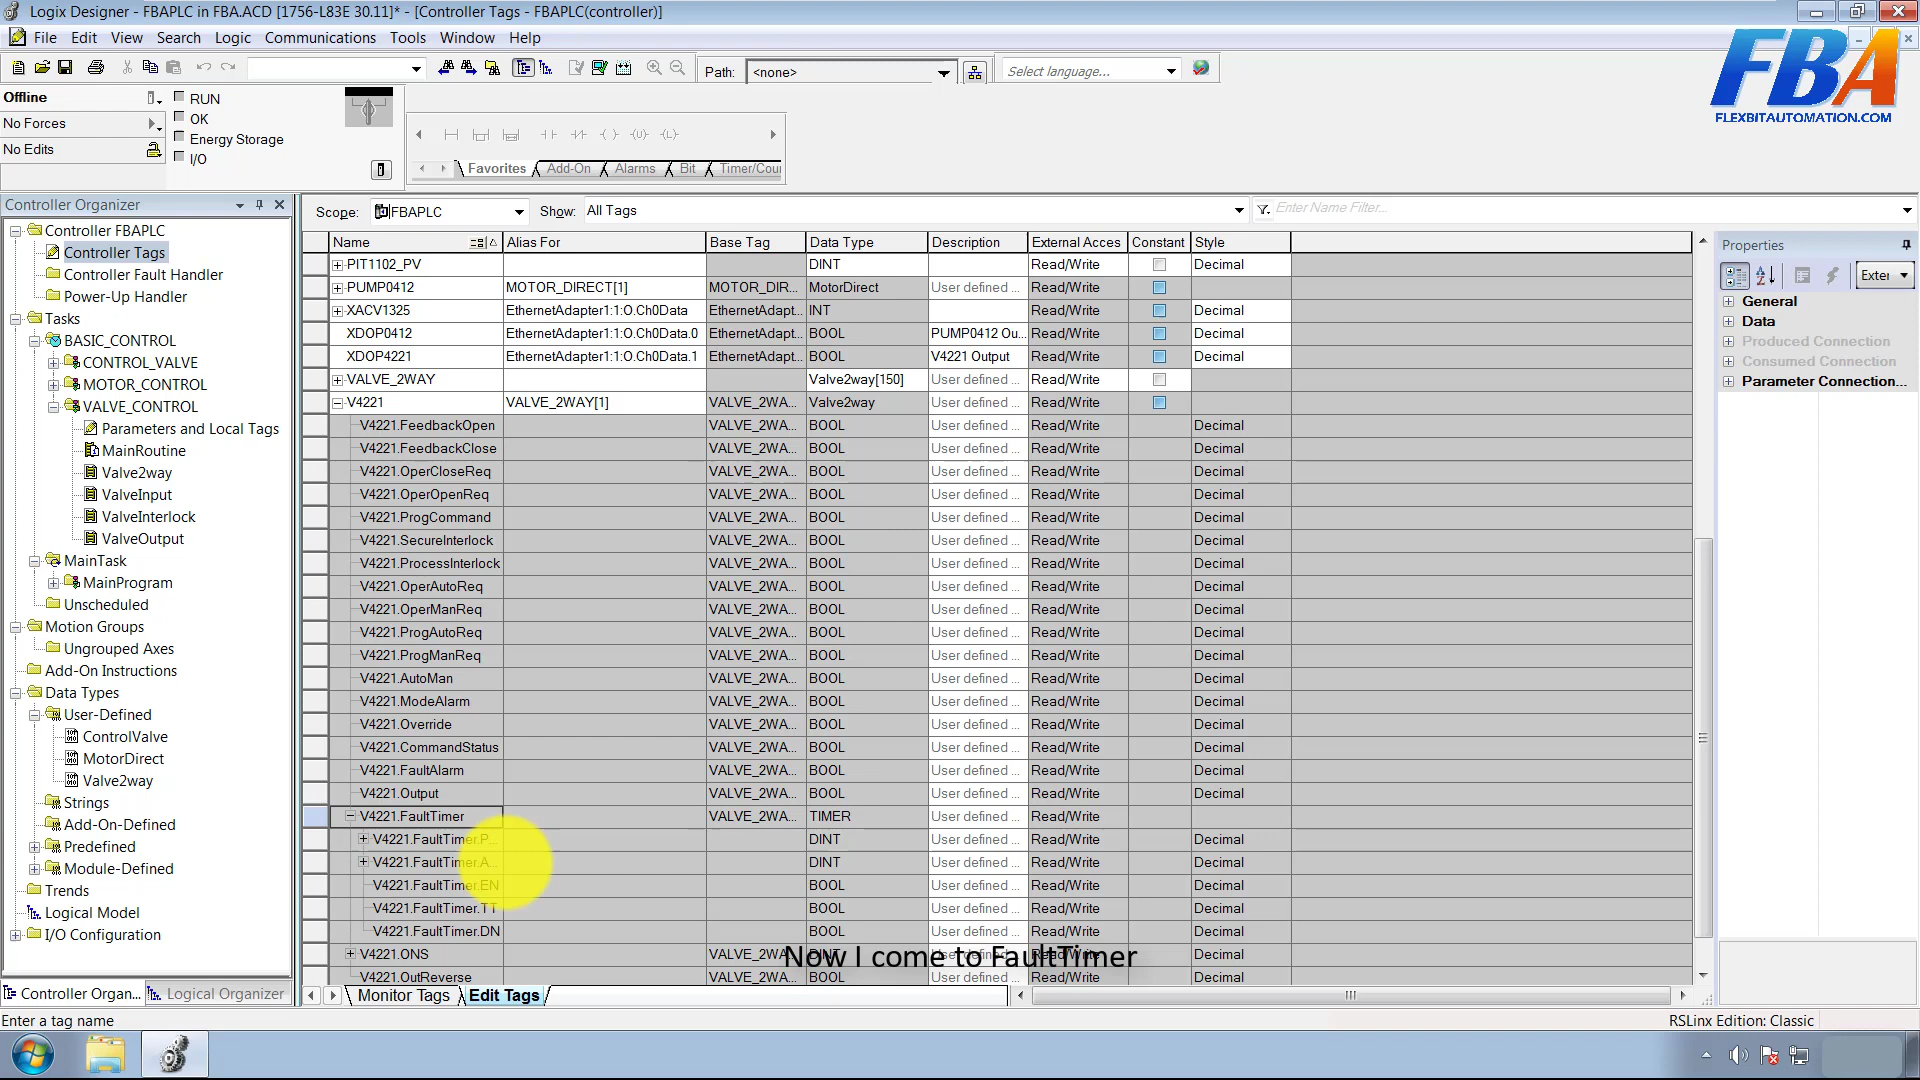 Logix Designer - FBAPLC in FBA.ACD [1756-L83E 30.11]* - [Controller Tags - FBAPLC(controller)]
File Edit View Search Logic Communications Tools Window Help
Path: <none> Select language...
FBA
FLEXBITAUTOMATION.COM
Offline RUN
No Forces OK
Energy Storage
No Edits I/O
Favorites Add-On Alarms Bit Timer/Cou
Controller Organizer
Controller FBAPLC
Controller Tags
Controller Fault Handler
Power-Up Handler
Tasks
BASIC_CONTROL
CONTROL_VALVE
MOTOR_CONTROL
VALVE_CONTROL
Parameters and Local Tags
MainRoutine
Valve2way
ValveInput
ValveInterlock
ValveOutput
MainTask
MainProgram
Unscheduled
Motion Groups
Ungrouped Axes
Add-On Instructions
Data Types
User-Defined
ControlValve
MotorDirect
Valve2way
Strings
Add-On-Defined
Predefined
Module-Defined
Trends
Logical Model
I/O Configuration
Controller Organ... Logical Organizer
Scope: FBAPLC Show: All Tags Enter Name Filter...
Name Alias For Base Tag Data Type Description External Acces Constant Style
PIT1102_PV DINT Read/Write Decimal
PUMP0412 MOTOR_DIRECT[1] MOTOR_DIR... MotorDirect User defined ... Read/Write
XACV1325 EthernetAdapter1:1:O.Ch0Data EthernetAdapt... INT Read/Write Decimal
XDOP0412 EthernetAdapter1:1:O.Ch0Data.0 EthernetAdapt... BOOL PUMP0412 Ou... Read/Write Decimal
XDOP4221 EthernetAdapter1:1:O.Ch0Data.1 EthernetAdapt... BOOL V4221 Output Read/Write Decimal
VALVE_2WAY Valve2way[150] User defined ... Read/Write
V4221 VALVE_2WAY[1] VALVE_2WA... Valve2way User defined ... Read/Write
V4221.FeedbackOpen VALVE_2WA... BOOL User defined ... Read/Write Decimal
V4221.FeedbackClose VALVE_2WA... BOOL User defined ... Read/Write Decimal
V4221.OperCloseReq VALVE_2WA... BOOL User defined ... Read/Write Decimal
V4221.OperOpenReq VALVE_2WA... BOOL User defined ... Read/Write Decimal
V4221.ProgCommand VALVE_2WA... BOOL User defined ... Read/Write Decimal
V4221.SecureInterlock VALVE_2WA... BOOL User defined ... Read/Write Decimal
V4221.ProcessInterlock VALVE_2WA... BOOL User defined ... Read/Write Decimal
V4221.OperAutoReq VALVE_2WA... BOOL User defined ... Read/Write Decimal
V4221.OperManReq VALVE_2WA... BOOL User defined ... Read/Write Decimal
V4221.ProgAutoReq VALVE_2WA... BOOL User defined ... Read/Write Decimal
V4221.ProgManReq VALVE_2WA... BOOL User defined ... Read/Write Decimal
V4221.AutoMan VALVE_2WA... BOOL User defined ... Read/Write Decimal
V4221.ModeAlarm VALVE_2WA... BOOL User defined ... Read/Write Decimal
V4221.Override VALVE_2WA... BOOL User defined ... Read/Write Decimal
V4221.CommandStatus VALVE_2WA... BOOL User defined ... Read/Write Decimal
V4221.FaultAlarm VALVE_2WA... BOOL User defined ... Read/Write Decimal
V4221.Output VALVE_2WA... BOOL User defined ... Read/Write Decimal
V4221.FaultTimer VALVE_2WA... TIMER User defined ... Read/Write
V4221.FaultTimer.P... DINT User defined ... Read/Write Decimal
V4221.FaultTimer.A... DINT User defined ... Read/Write Decimal
V4221.FaultTimer.EN BOOL User defined ... Read/Write Decimal
V4221.FaultTimer.TT BOOL User defined ... Read/Write Decimal
V4221.FaultTimer.DN BOOL User defined ... Read/Write Decimal
V4221.ONS VALVE_2WA... DINT User defined ... Read/Write Decimal
Now I come to FaultTimer
V4221.OutReverse VALVE_2WA... BOOL User defined ... Read/Write Decimal
Monitor Tags Edit Tags
Properties
Exter
General
Data
Produced Connection
Consumed Connection
Parameter Connection...
Enter a tag name RSLinx Edition: Classic